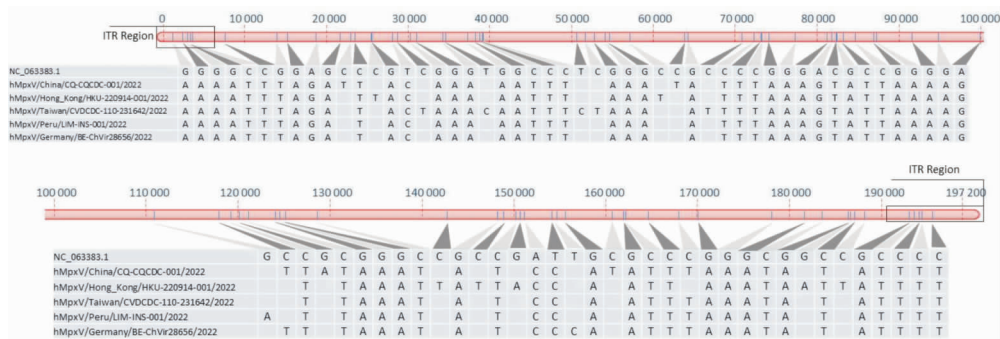 ITR Region
0 10 000 20 000 30 000 40 000 50 000 60 000 70 000 80 000 90 000 100 000
NC_063383.1 G G G G C C G G A G C C C G T C G G G T G G C C C T C G G G C C G C C C C G G G A C G C C G G G G A
hMpxV/China/CQ-CQCDC-001/2022 A A A A T T T A G A T T A C A A A A A T T T A A A T A T T T A A A G T A T T A A A A G
hMpxV/Hong_Kong/HKU-220914-001/2022 A A A A T T T A G A T T A C A A A A A T T T A A A T A T T T A A A G T A T T A A A A G
hMpxV/Taiwan/CVDCDC-110-231642/2022 A A A A T T T A G A T A C T A A A C A A T T T C T A A A A T T T T A A A G T A T T A A A A G
hMpxV/Peru/LIM-INS-001/2022 A A A A T T T A G A T A C A A A A A T T T A A A A T T T A A A G T A T T A A A A G
hMpxV/Germany/BE-ChVir28656/2022 A A A A T T T A G A T A C A A A A A T T T A A A A T T T A A A G T A T T A A A A G
ITR Region
100 000 110 000 120 000 130 000 140 000 150 000 160 000 170 000 180 000 190 000 197 200
NC_063383.1 G C C G C G G G C C G C C G A T T G C G C C C G G G C G G C C G C C C C
hMpxV/China/CQ-CQCDC-001/2022 T T A T A A A T A T C C A T A T T T A A A T A T A T T T T
hMpxV/Hong_Kong/HKU-220914-001/2022 T T A A A T T A T T A C C A A T T A A A T A A T T A T T T
hMpxV/Taiwan/CVDCDC-110-231642/2022 T T A A A T A T C C A A T T T A A A T A T A T T T
hMpxV/Peru/LIM-INS-001/2022 A T T A A A T A T C C A A T T T A A A T A T A T T T
hMpxV/Germany/BE-ChVir28656/2022 T T T A A A T A T C C C A A T T T A A A T A T A T T T T